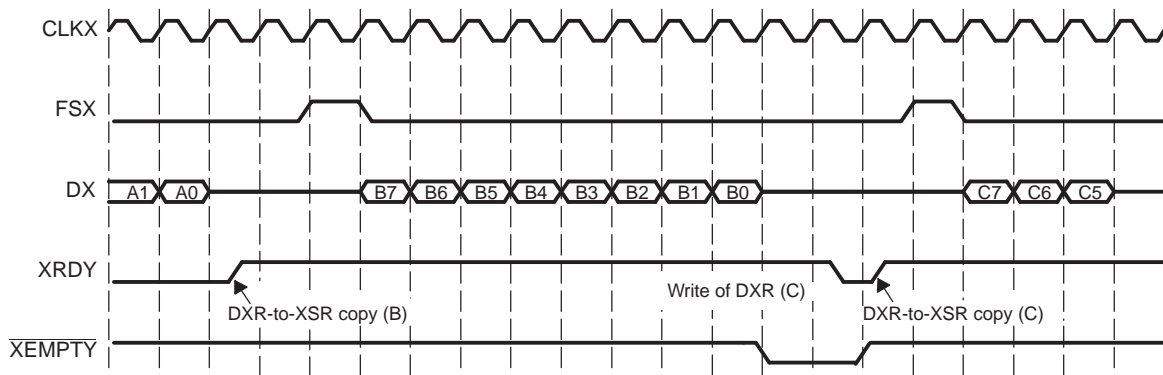 CLKX
FSX
DX A1 A0 B7 B6 B5 B4 B3 B2 B1 B0 C7 C6 C5
XRDY
Write of DXR (C)
DXR-to-XSR copy (B) DXR-to-XSR copy (C)
XEMPTY